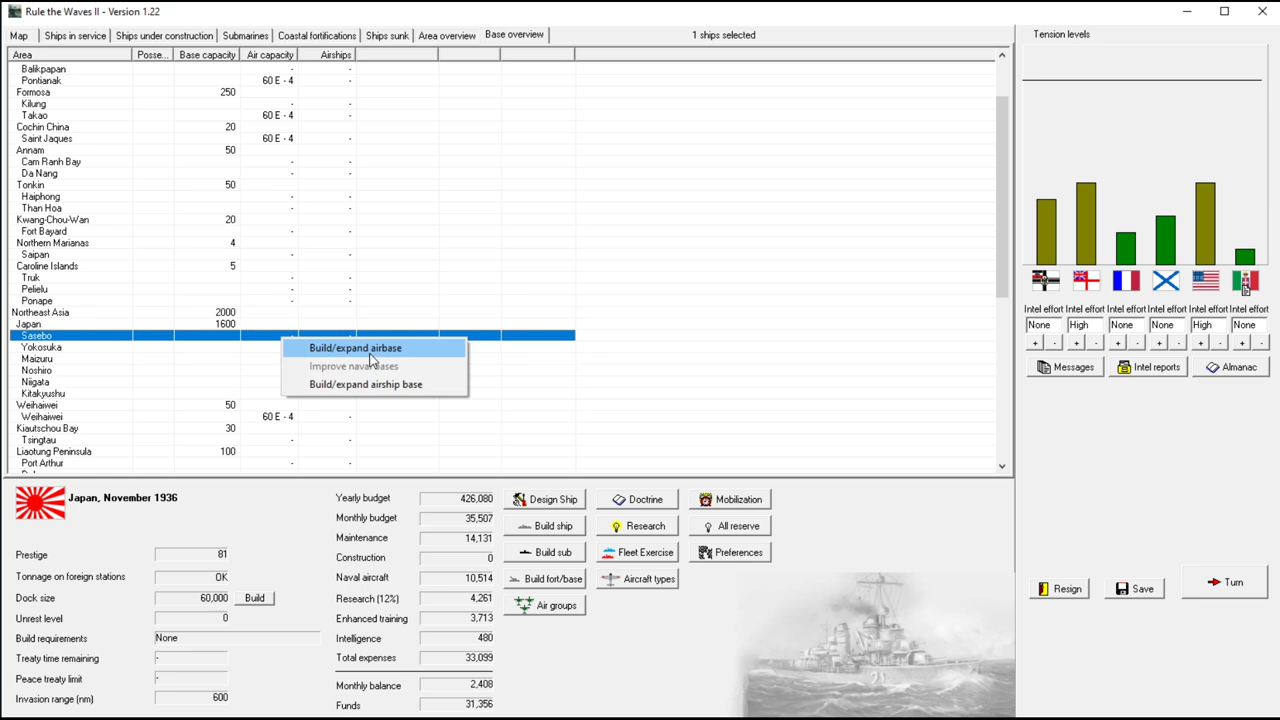 Rule the Waves II - Version 1.22
Map Ships in service Ships under construction Submarines Coastal fortifications Ships sunk Area overview Base overview 1 ships selected
Area Posse... Base capacity Air capacity Airships
Balikpapan - -
Pontianak 60 E - 4 -
Formosa 250
Kilung - -
Takao 60 E - 4 -
Cochin China 20
Saint Jaques 60 E - 4 -
Annam 50
Cam Ranh Bay - -
Da Nang - -
Tonkin 50
Haiphong - -
Than Hoa - -
Kwang-Chou-Wan 20
Fort Bayard - -
Northern Marianas 4
Saipan - -
Caroline Islands 5
Truk - -
Pelielu - -
Ponape - -
Northeast Asia 2000
Japan 1600
Sasebo - -
Yokosuka
Maizuru
Noshiro
Niigata
Kitakyushu
Weihaiwei 50
Weihaiwei 60 E - 4 -
Kiautschou Bay 30
Tsingtau - -
Liaotung Peninsula 100
Port Arthur - -
Build/expand airbase
Improve naval bases
Build/expand airship base
Tension levels
Intel effort Intel effort Intel effort Intel effort Intel effort Intel effort
None High None None High None
+ - + - + - + - + - + -
Messages Intel reports Almanac
Japan, November 1936
Prestige 81
Tonnage on foreign stations OK
Dock size 60,000 Build
Unrest level 0
Build requirements None
Treaty time remaining -
Peace treaty limit -
Invasion range (nm) 600
Yearly budget 426,080
Monthly budget 35,507
Maintenance 14,131
Construction 0
Naval aircraft 10,514
Research (12%) 4,261
Enhanced training 3,713
Intelligence 480
Total expenses 33,099
Monthly balance 2,408
Funds 31,356
Design Ship Doctrine Mobilization
Build ship Research All reserve
Build sub Fleet Exercise Preferences
Build fort/base Aircraft types
Air groups
Resign Save Turn